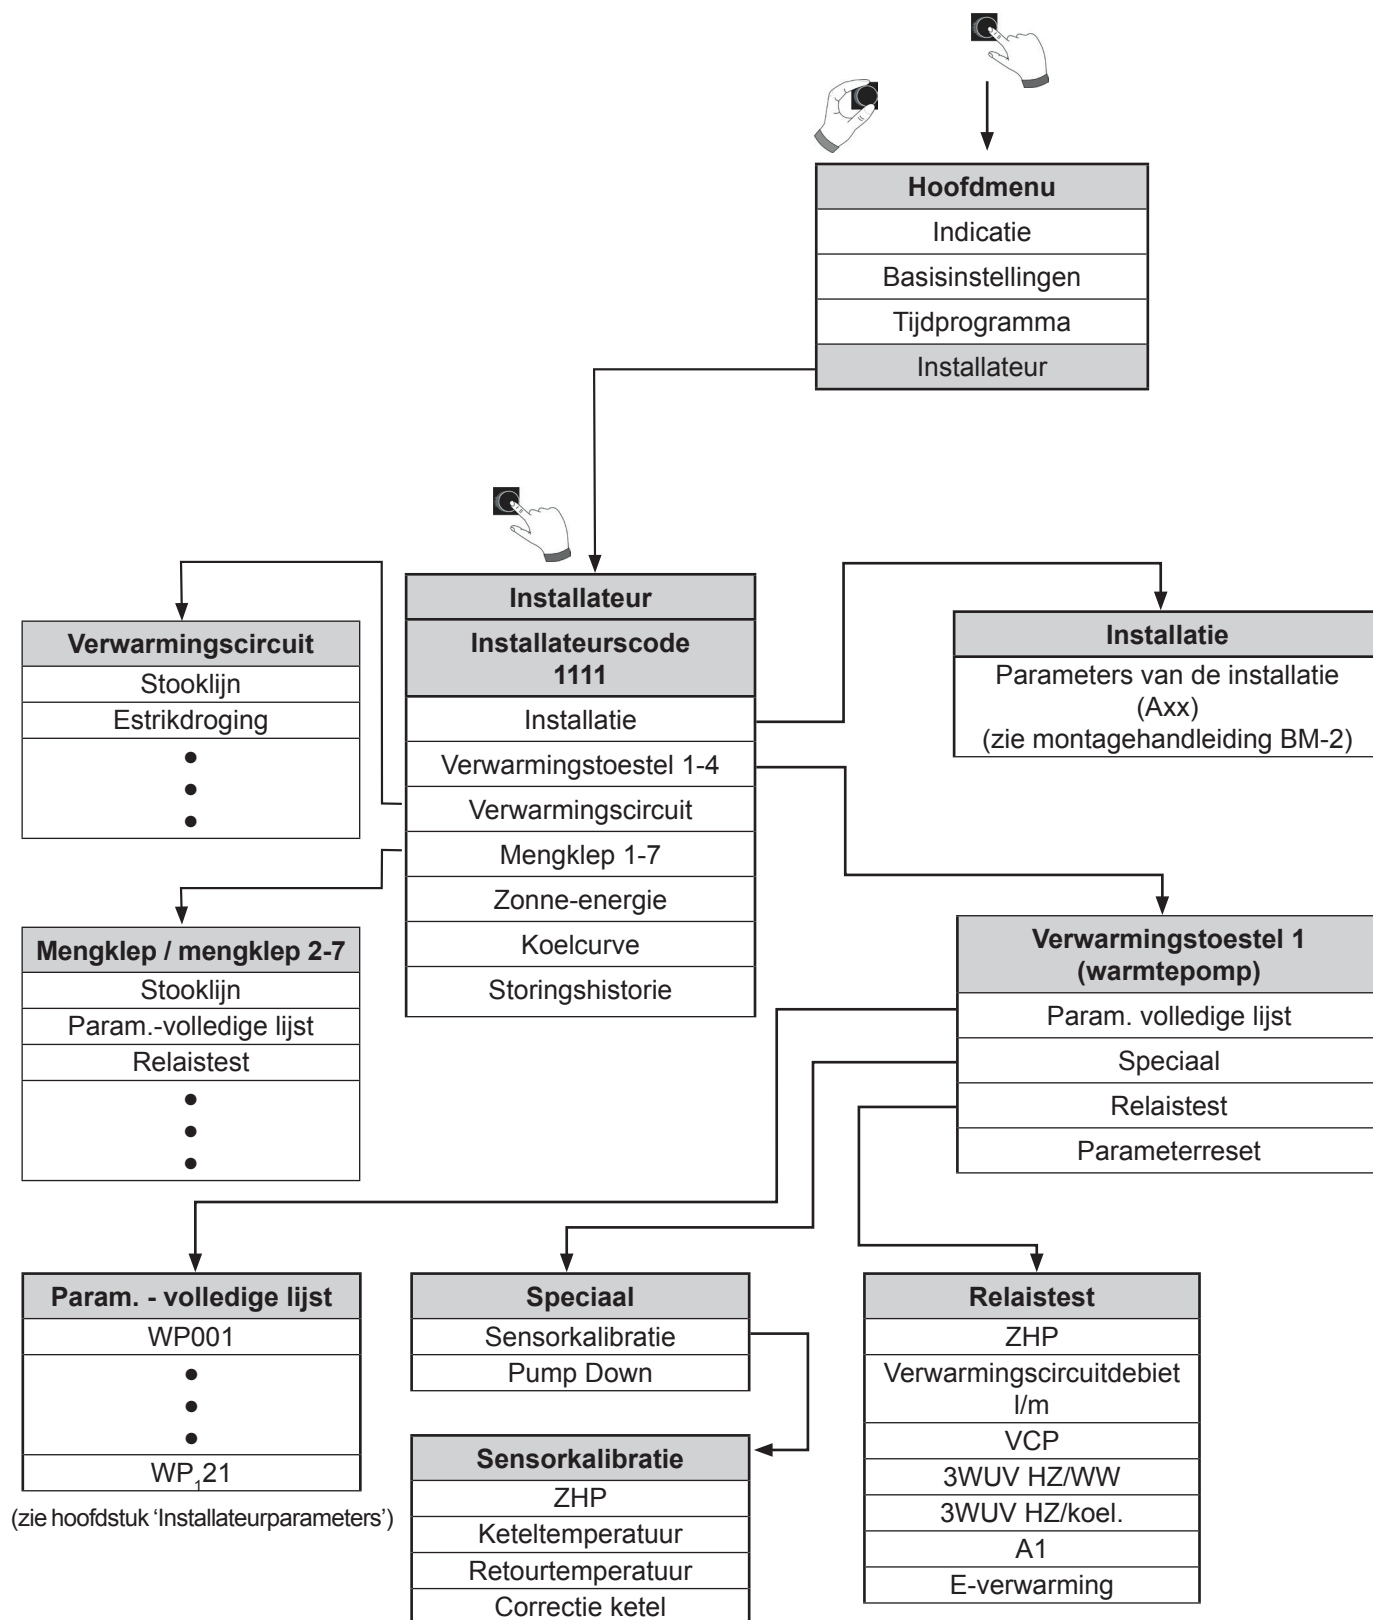 Hoofdmenu
Indicatie
Basisinstellingen
Tijdprogramma
Installateur
Installateur
Installateurscode
1111
Installatie
Verwarmingstoestel 1-4
Verwarmingscircuit
Mengklep 1-7
Zonne-energie
Koelcurve
Storingshistorie
Verwarmingscircuit
Stooklijn
Estrikdroging
Installatie
Parameters van de installatie
(Axx)
(zie montagehandleiding BM-2)
Mengklep / mengklep 2-7
Stooklijn
Param.-volledige lijst
Relaistest
Verwarmingstoestel 1
(warmtepomp)
Param. volledige lijst
Speciaal
Relaistest
Parameterreset
Param. - volledige lijst
WP001
WP121
(zie hoofdstuk ‘Installateurparameters’)
Speciaal
Sensorkalibratie
Pump Down
Sensorkalibratie
ZHP
Keteltemperatuur
Retourtemperatuur
Correctie ketel
Relaistest
ZHP
Verwarmingscircuitdebiet
l/m
VCP
3WUV HZ/WW
3WUV HZ/koel.
A1
E-verwarming